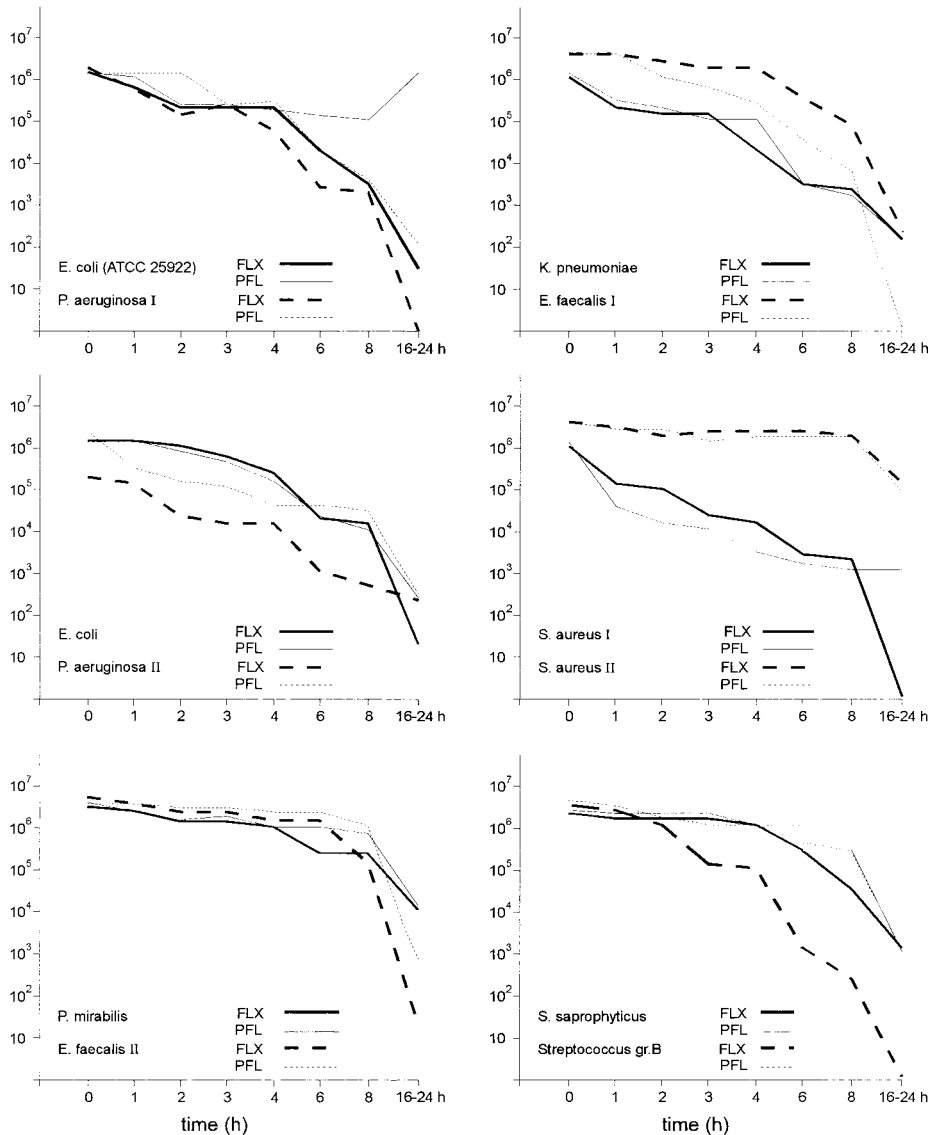 10⁷
10⁶
10⁵
10⁴
10³
10²
10
E. coli (ATCC 25922) FLX
PFL
P. aeruginosa I FLX
PFL
0 1 2 3 4 6 8 16-24 h
10⁷
10⁶
10⁵
10⁴
10³
10²
10
K. pneumoniae FLX
PFL
E. faecalis I FLX
PFL
0 1 2 3 4 6 8 16-24 h
10⁷
10⁶
10⁵
10⁴
10³
10²
10
E. coli FLX
PFL
P. aeruginosa II FLX
PFL
0 1 2 3 4 6 8 16-24 h
10⁷
10⁶
10⁵
10⁴
10³
10²
10
S. aureus I FLX
PFL
S. aureus II FLX
PFL
0 1 2 3 4 6 8 16-24 h
10⁷
10⁶
10⁵
10⁴
10³
10²
10
P. mirabilis FLX
PFL
E. faecalis II FLX
PFL
0 1 2 3 4 6 8 16-24 h
time (h)
10⁷
10⁶
10⁵
10⁴
10³
10²
10
S. saprophyticus FLX
PFL
Streptococcus gr.B FLX
PFL
0 1 2 3 4 6 8 16-24 h
time (h)